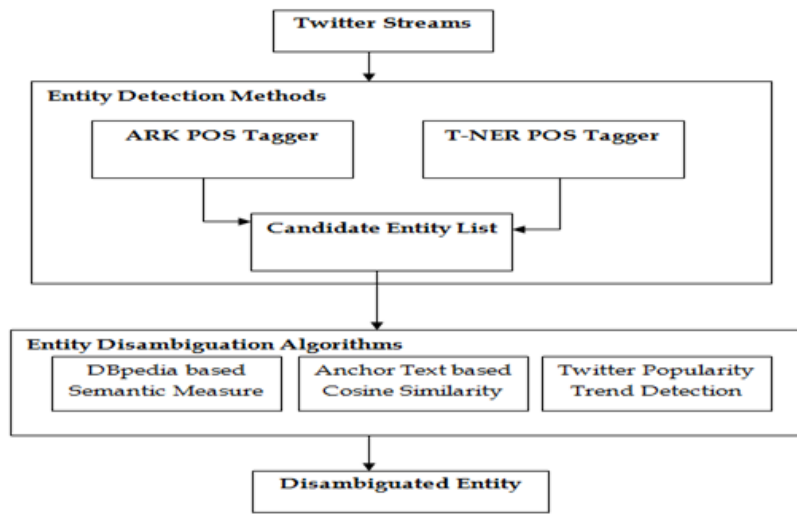 Twitter Streams
Entity Detection Methods
ARK POS Tagger
T-NER POS Tagger
Candidate Entity List
Entity Disambiguation Algorithms
DBpedia based
Semantic Measure
Anchor Text based
Cosine Similarity
Twitter Popularity
Trend Detection
Disambiguated Entity